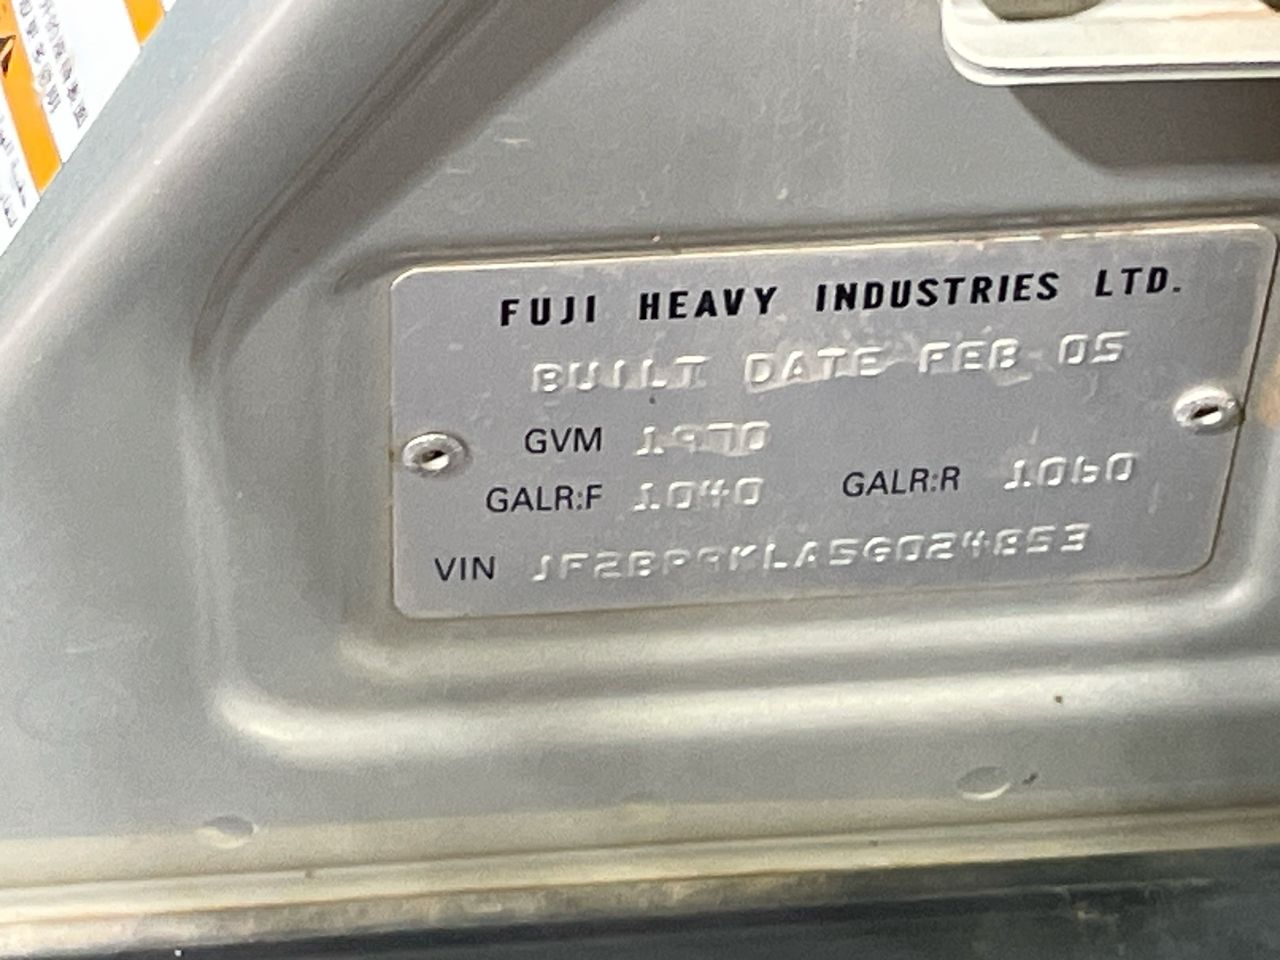 FUJI HEAVY INDUSTRIES LTD.
BUILT DATE FEB 05
GVM 1970
GALR:F 1040 GALR:R 1060
VIN JF2BP9KLA5G024853